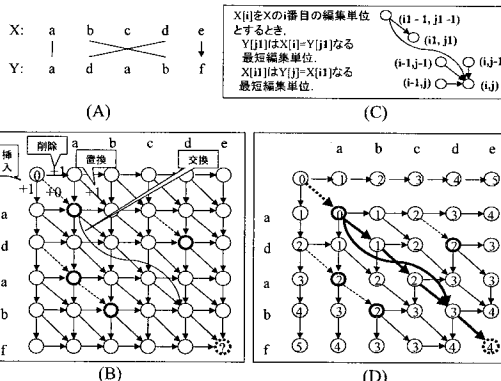 X: a b c d e
Y: a d a b f
(A)
X[i]をXのi番目の編集単位
とするとき,
Y[j1]はX[i]=Y[j1]なる
最短編集単位.
X[i1]はY[j]=X[i1]なる
最短編集単位.
(i1 - 1, j1 -1)
(i1, j1)
(i-1,j-1)
(i,j-1)
(i-1,j)
(i,j)
(C)
挿入
削除
置換
交換
a b c d e
0
+1
+0
+1
a
d
a
b
f
?
(B)
a b c d e
0 1 2 3 4 5
a 1 0 1 2 3 4
d 2 1 1 2 2 3
a 3 2 2 2 3 3
b 4 3 2 3 3 4
f 5 4 3 3 4 4
(D)